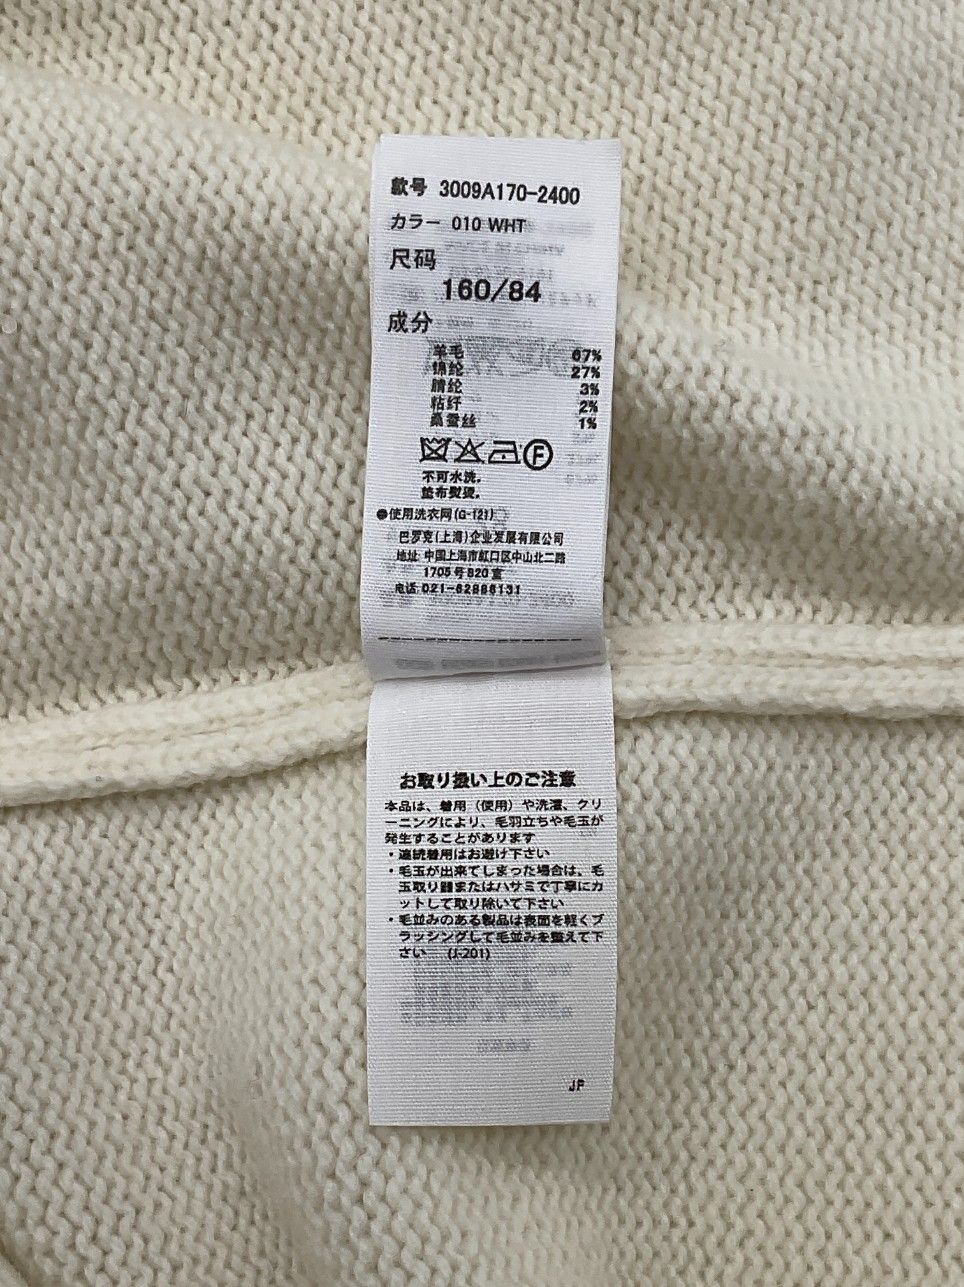 款号 3009A170-2400
カラー 010 WHT
尺码
160/84
成分
羊毛 67%
锦纶 27%
腈纶 3%
粘纤 2%
桑蚕丝 1%
F
不可水洗。
垫布熨烫。
●使用洗衣网(G-121)
巴罗克(上海)企业发展有限公司
地址 中国上海市虹口区中山北二路
1705号820室
电话 021-62886131
お取り扱い上のご注意
本品は、着用（使用）や洗濯、クリ
ーニングにより、毛羽立ちや毛玉が
発生することがあります
・連続着用はお避け下さい
・毛玉が出来てしまった場合は、毛
玉取り器またはハサミで丁寧にカ
ットして取り除いて下さい
・毛並みのある製品は表面を軽くブ
ラッシングして毛並みを整えて下
さい (J-201)
JP